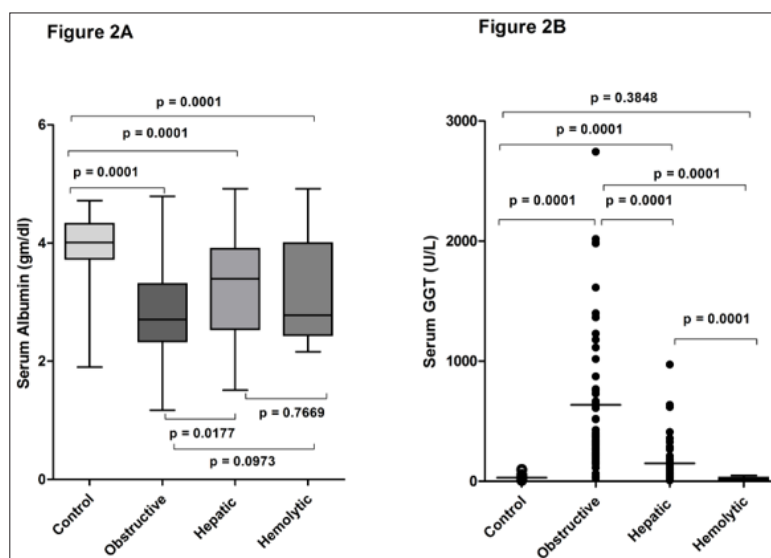 Figure 2A
p = 0.0001
p = 0.0001
p = 0.0001
p = 0.0177
p = 0.7669
p = 0.0973
Serum Albumin (gm/dl)
6
4
2
0
Control
Obstructive
Hepatic
Hemolytic
Figure 2B
p = 0.3848
p = 0.0001
p = 0.0001
p = 0.0001
p = 0.0001
p = 0.0001
Serum GGT (U/L)
3000
2000
1000
0
Control
Obstructive
Hepatic
Hemolytic